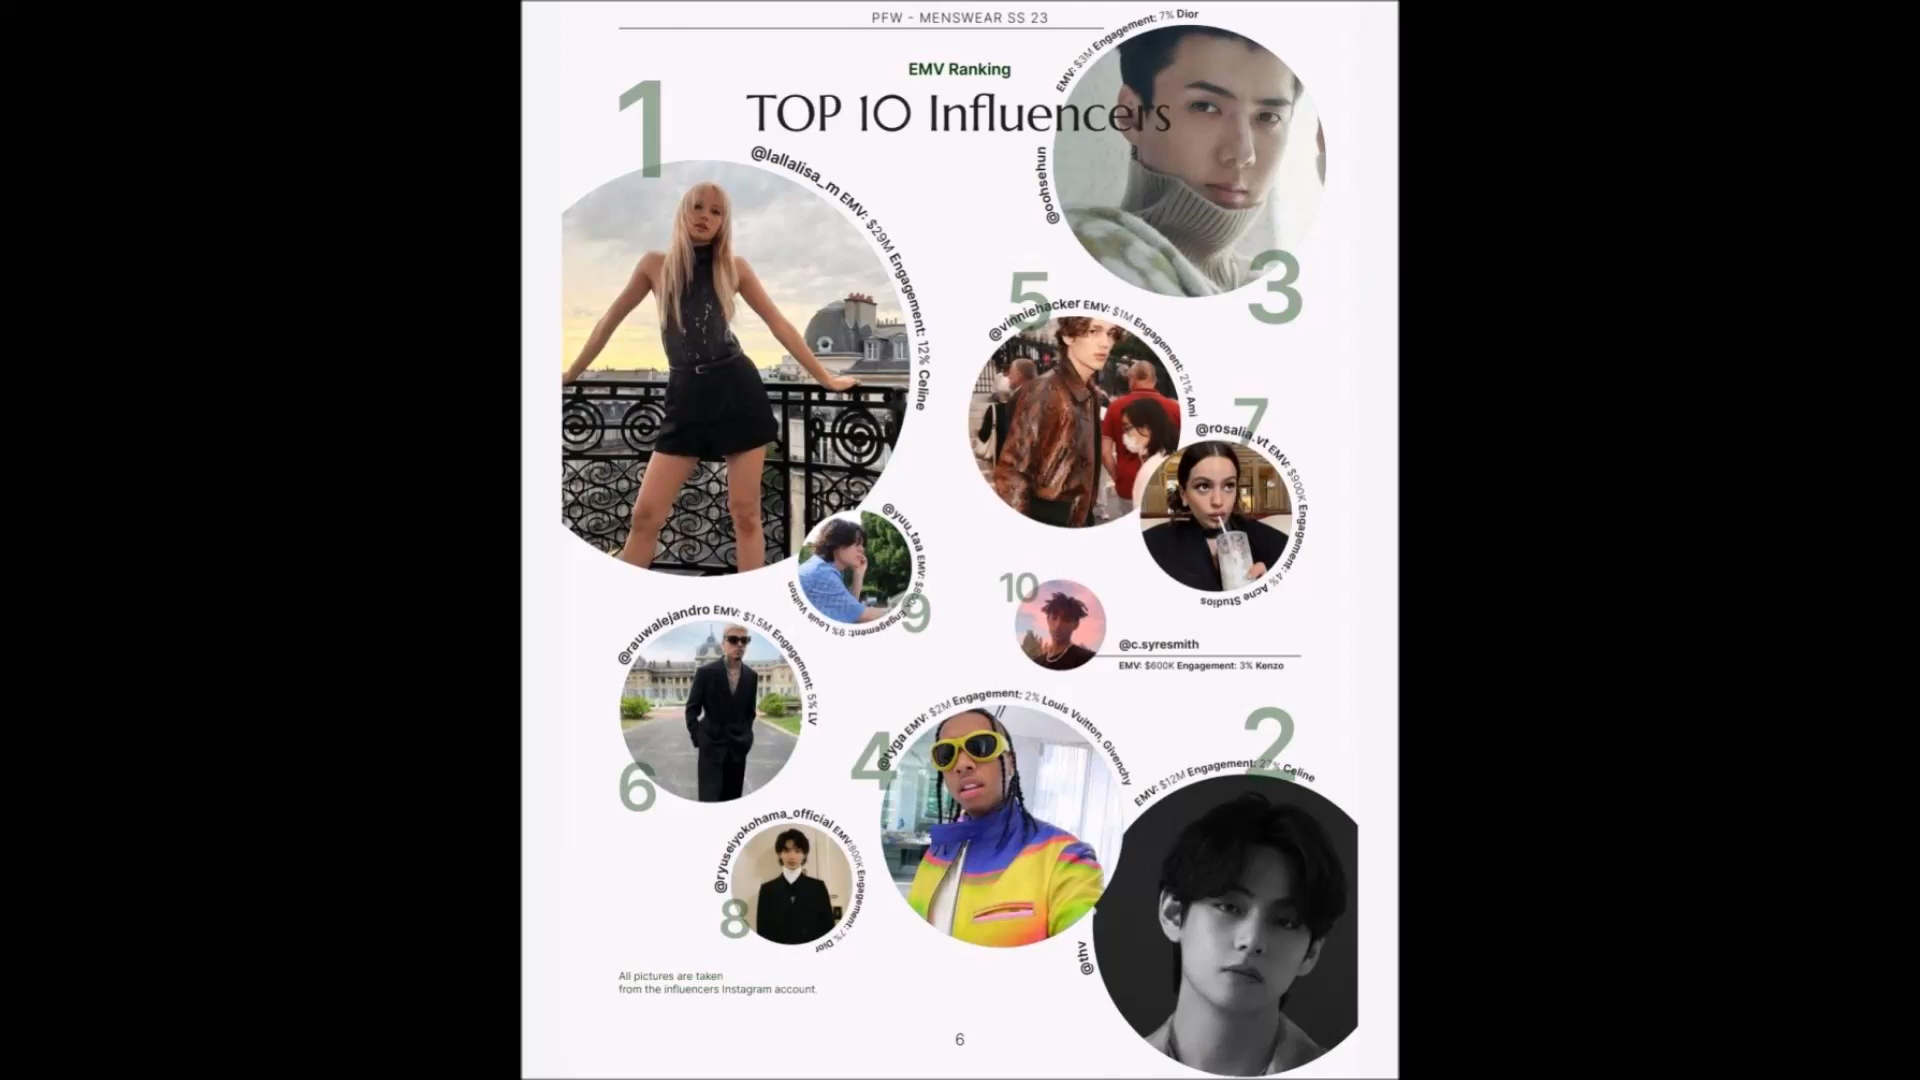 PFW - MENSWEAR SS 23
EMV Ranking
TOP 10 Influencers
1
@lallalisa_m EMV: $29M Engagement: 12% Celine
@oohsehun EMV: $3M Engagement: 7% Dior
3
5
@vinniehacker EMV: $1M Engagement: 21% Ami
7
@rosalia.vt EMV: $900K Engagement: 4% Acne Studios
@yuu_taa EMV: Engagement: 9% Louis Vuitton
9
10
@c.syresmith
EMV: $600K Engagement: 3% Kenzo
@rauwalejandro EMV: $1.5M Engagement: 5% LV
6
4
@tyga EMV: $2M Engagement: 2% Louis Vuitton, Givenchy
2
@thv EMV: $12M Engagement: Celine
@ryuseiyokohama_official EMV:800K Engagement: 7% Dior
8
All pictures are taken
from the influencers Instagram account.
6